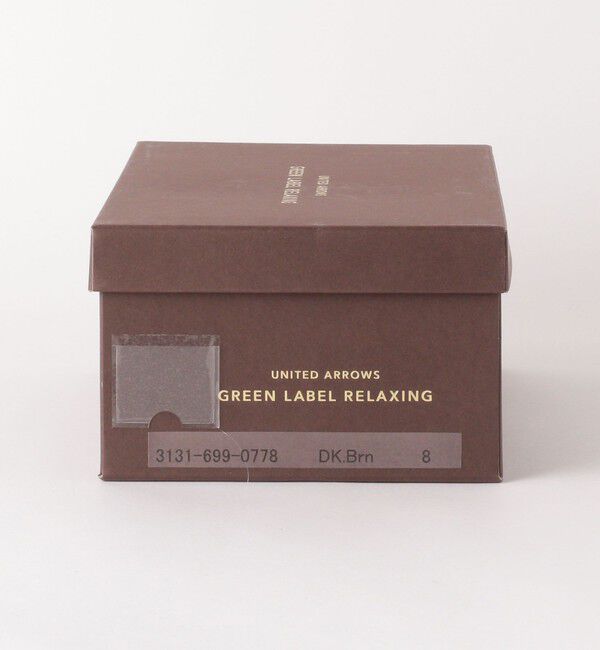 UNITED ARROWS
GREEN LABEL RELAXING
UNITED ARROWS
GREEN LABEL RELAXING
3131-699-0778 DK.Brn 8